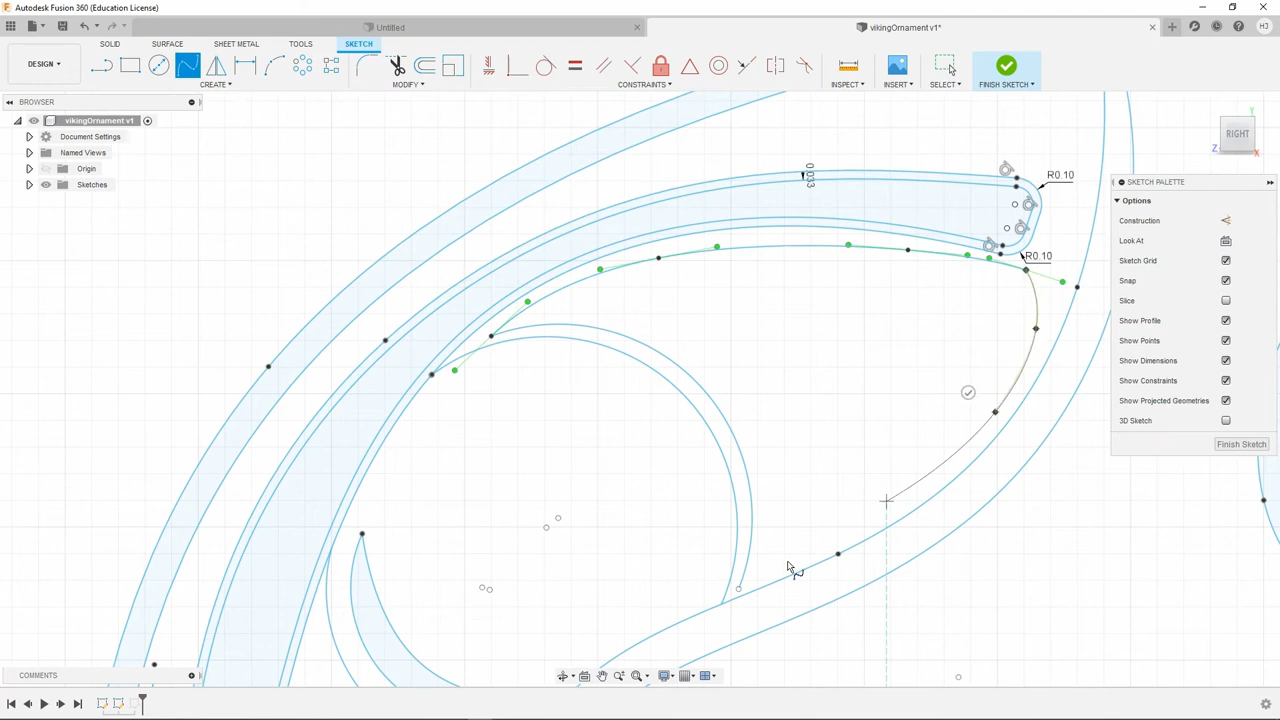 Autodesk Fusion 360 (Education License)
Untitled
vikingOrnament v1*
HJ
SOLID
SURFACE
SHEET METAL
TOOLS
SKETCH
DESIGN
CREATE
MODIFY
CONSTRAINTS
INSPECT
INSERT
SELECT
FINISH SKETCH
BROWSER
vikingOrnament v1
Document Settings
Named Views
Origin
Sketches
0.033
R0.10
R0.10
Y
RIGHT
Z
X
SKETCH PALETTE
Options
Construction
Look At
Sketch Grid
Snap
Slice
Show Profile
Show Points
Show Dimensions
Show Constraints
Show Projected Geometries
3D Sketch
Finish Sketch
COMMENTS